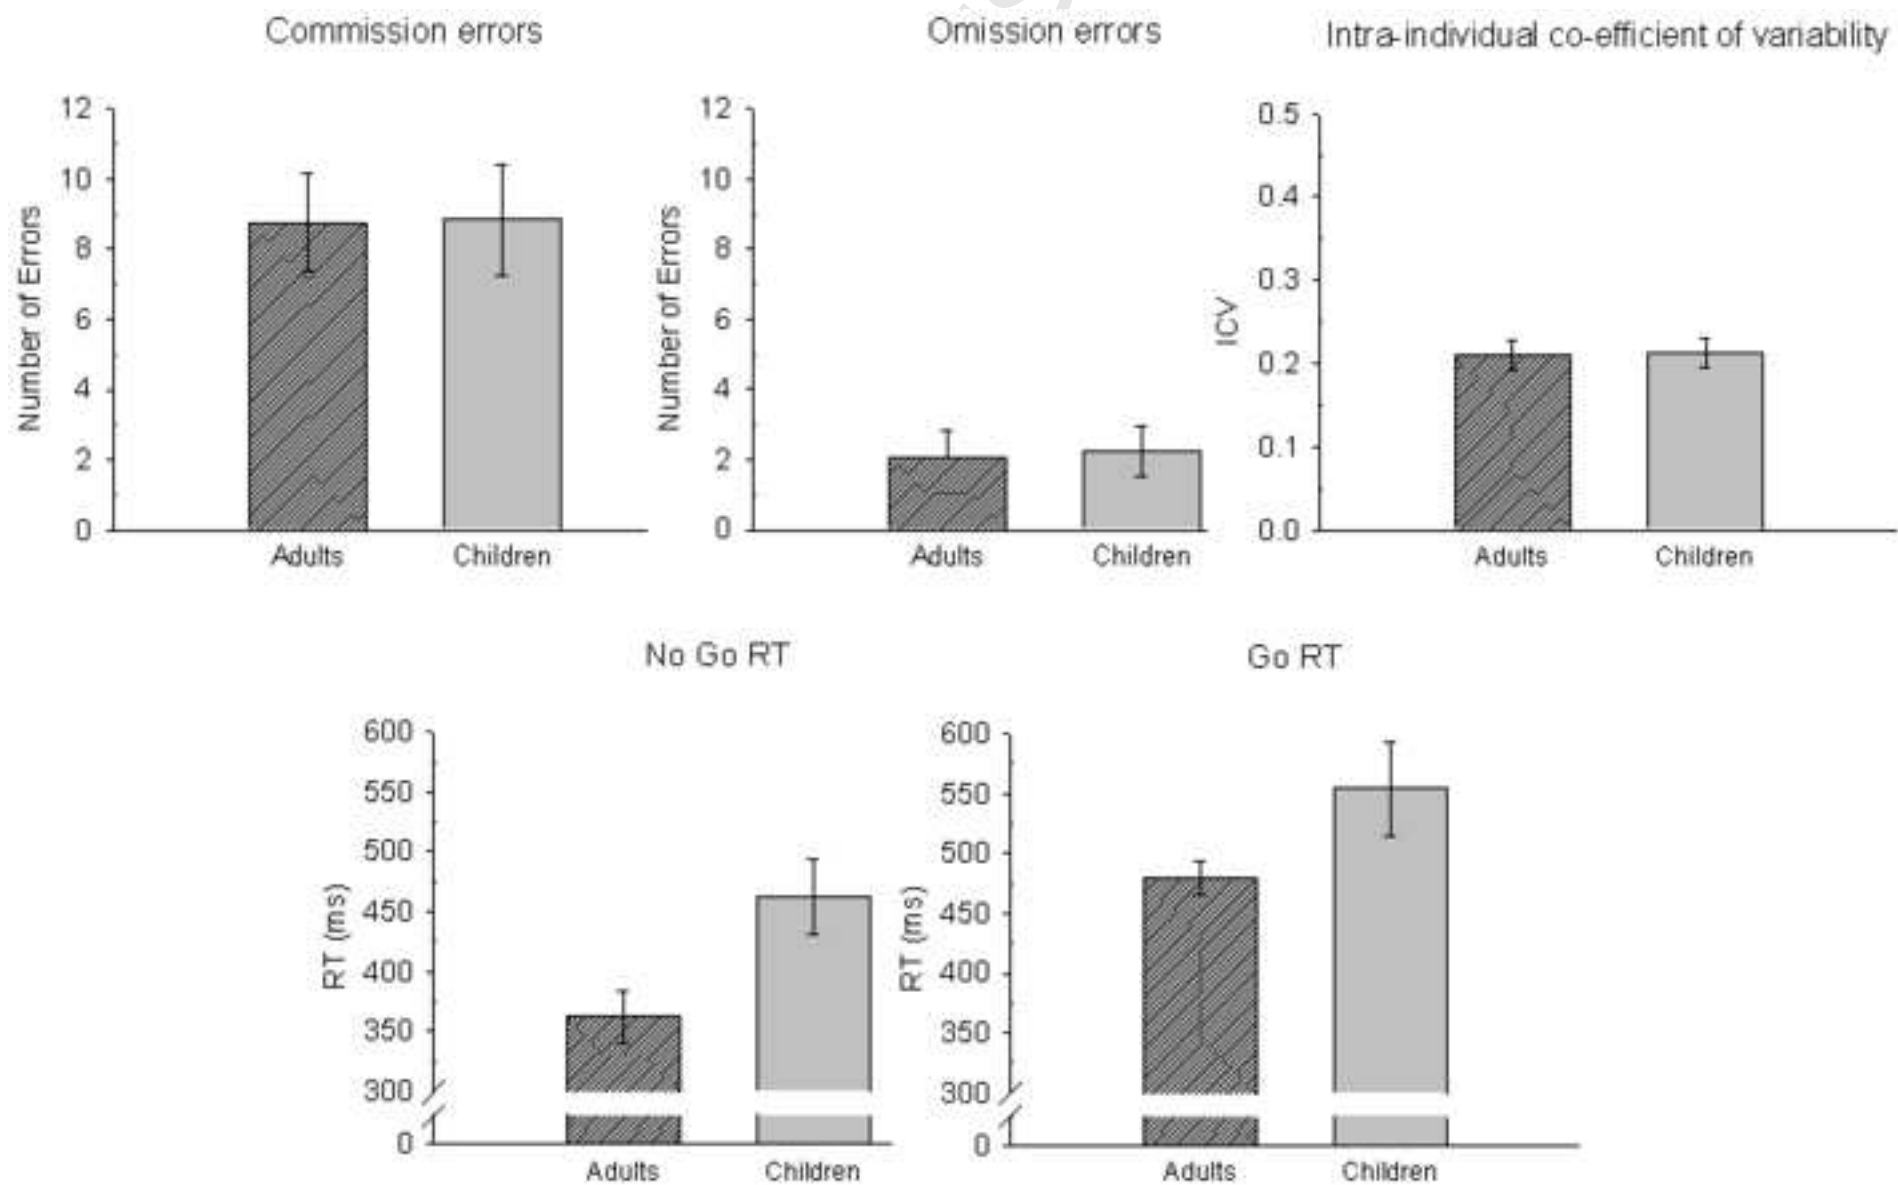 Commission errors
Omission errors
Intra-individual co-efficient of variability
12
10
8
6
4
2
0
Number of Errors
Adults
Children
12
10
8
6
4
2
0
Number of Errors
Adults
Children
0.5
0.4
0.3
0.2
0.1
0.0
ICV
Adults
Children
No Go RT
Go RT
600
550
500
450
400
350
300
0
RT (ms)
Adults
Children
600
550
500
450
400
350
300
0
RT (ms)
Adults
Children